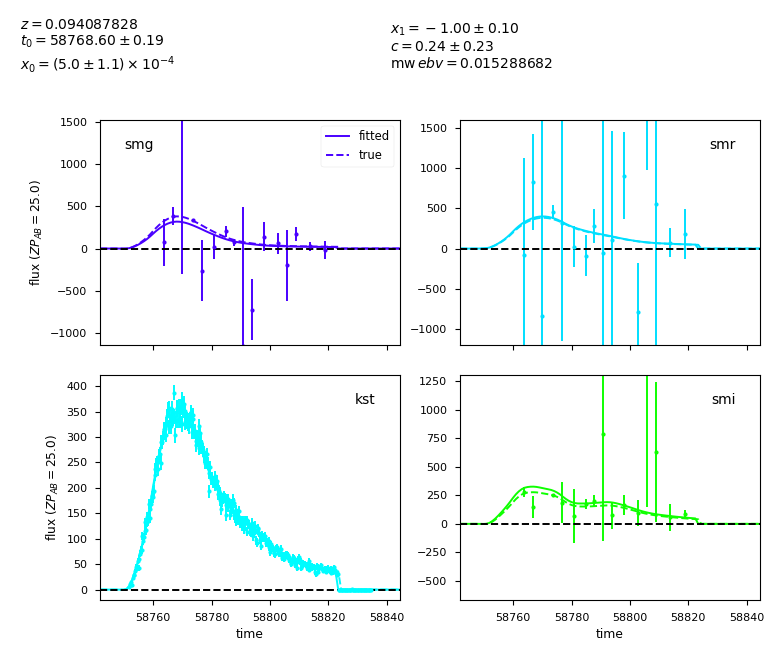 z = 0.094087828
t₀ = 58768.60 ± 0.19
x₀ = (5.0 ± 1.1) × 10⁻⁴
x₁ = −1.00 ± 0.10
c = 0.24 ± 0.23
mw ebv = 0.015288682
smg
fitted
true
1500
1000
500
0
−500
−1000
flux (ZP_AB = 25.0)
smr
1500
1000
500
0
−500
−1000
kst
400
350
300
250
200
150
100
50
0
flux (ZP_AB = 25.0)
58760 58780 58800 58820 58840
time
smi
1250
1000
750
500
250
0
−250
−500
58760 58780 58800 58820 58840
time